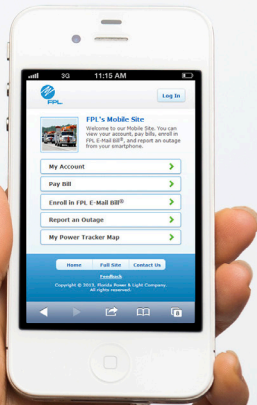 3G 11:15 AM
FPL
Log In
FPL's Mobile Site
Welcome to our Mobile Site. You can
view your account, pay bills, enroll in
FPL E-Mail Bill®, and report an outage
from your smartphone.
My Account
Pay Bill
Enroll in FPL E-Mail Bill®
Report an Outage
My Power Tracker Map
Home Full Site Contact Us
Feedback
Copyright © 2013, Florida Power & Light Company.
All rights reserved.